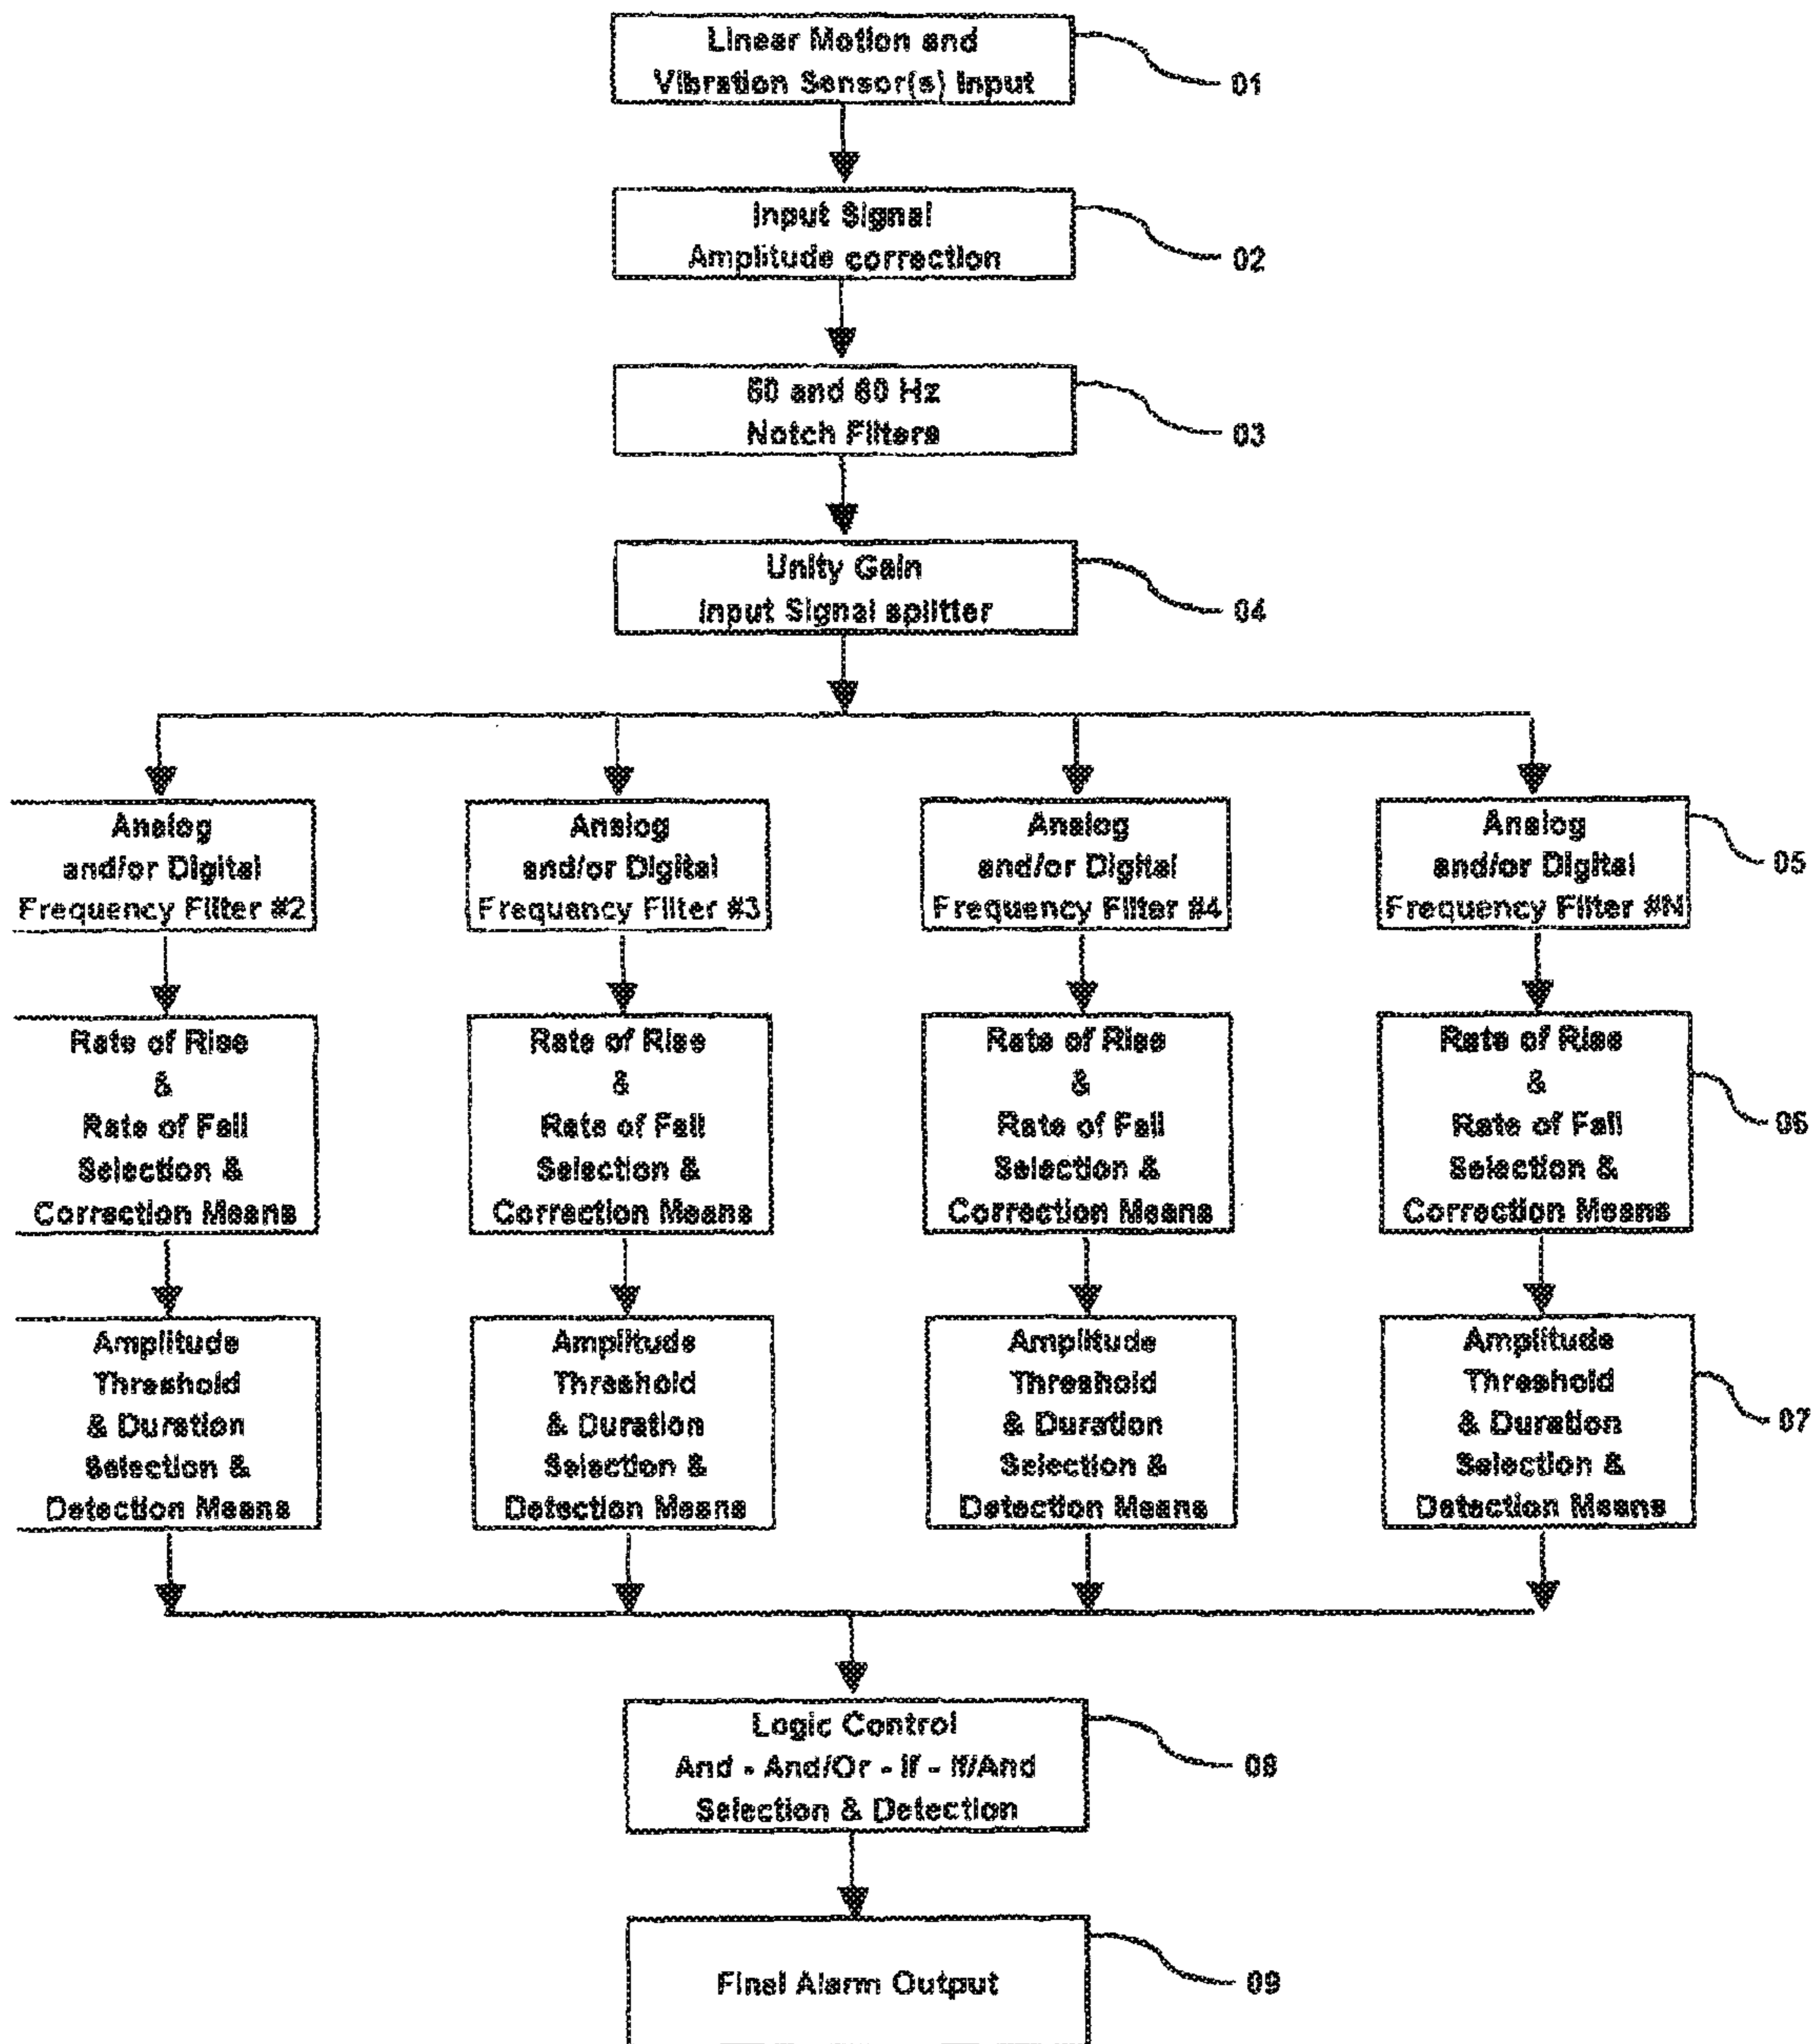 Linear Motion and
Vibration Sensor(s) Input
01
Input Signal
Amplitude correction
02
50 and 60 Hz
Notch Filters
03
Unity Gain
Input Signal splitter
04
Analog
and/or Digital
Frequency Filter #2
Analog
and/or Digital
Frequency Filter #3
Analog
and/or Digital
Frequency Filter #4
Analog
and/or Digital
Frequency Filter #N
05
Rate of Rise
&
Rate of Fall
Selection &
Correction Means
Rate of Rise
&
Rate of Fall
Selection &
Correction Means
Rate of Rise
&
Rate of Fall
Selection &
Correction Means
Rate of Rise
&
Rate of Fall
Selection &
Correction Means
06
Amplitude
Threshold
& Duration
Selection &
Detection Means
Amplitude
Threshold
& Duration
Selection &
Detection Means
Amplitude
Threshold
& Duration
Selection &
Detection Means
Amplitude
Threshold
& Duration
Selection &
Detection Means
07
Logic Control
And - And/Or - If - If/And
Selection & Detection
08
Final Alarm Output
09